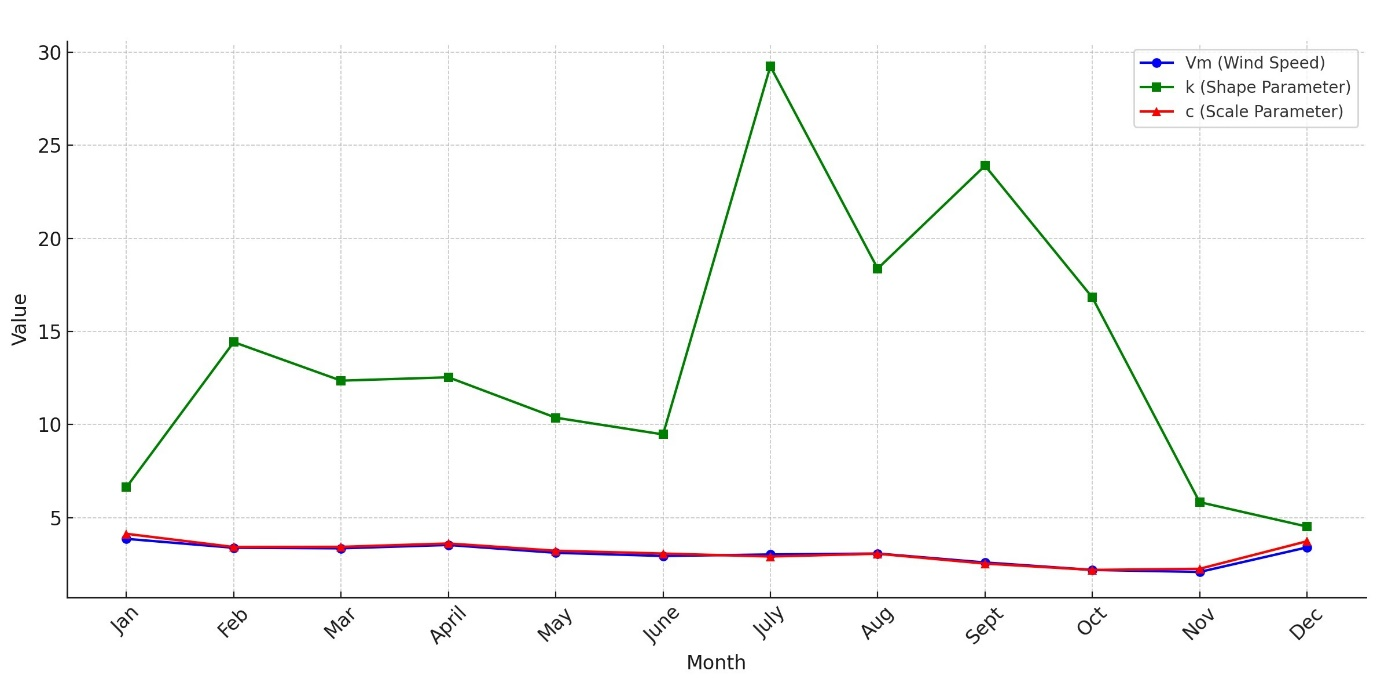 30
25
20
15
10
5
Value
Vm (Wind Speed)
k (Shape Parameter)
c (Scale Parameter)
Jan
Feb
Mar
April
May
June
July
Aug
Sept
Oct
Nov
Dec
Month